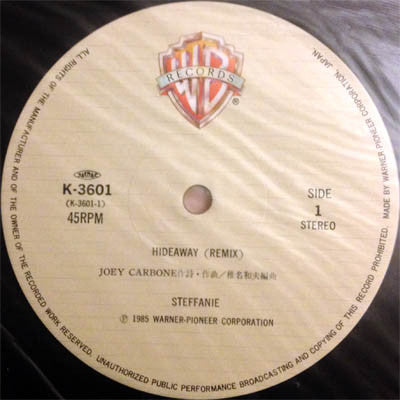 ALL RIGHTS OF THE MANUFACTURER AND OF THE OWNER OF THE RECORDED WORK RESERVED. UNAUTHORIZED PUBLIC PERFORMANCE BROADCASTING AND COPYING OF THIS RECORD PROHIBITED. MADE BY WARNER-PIONEER CORPORATION, JAPAN.
WB
RECORDS
K-3601
(K-3601-1)
45RPM
SIDE
1
STEREO
HIDEAWAY (REMIX)
JOEY CARBONE作詩・作曲/椎名和夫編曲
STEFFANIE
Ⓟ 1985 WARNER-PIONEER CORPORATION